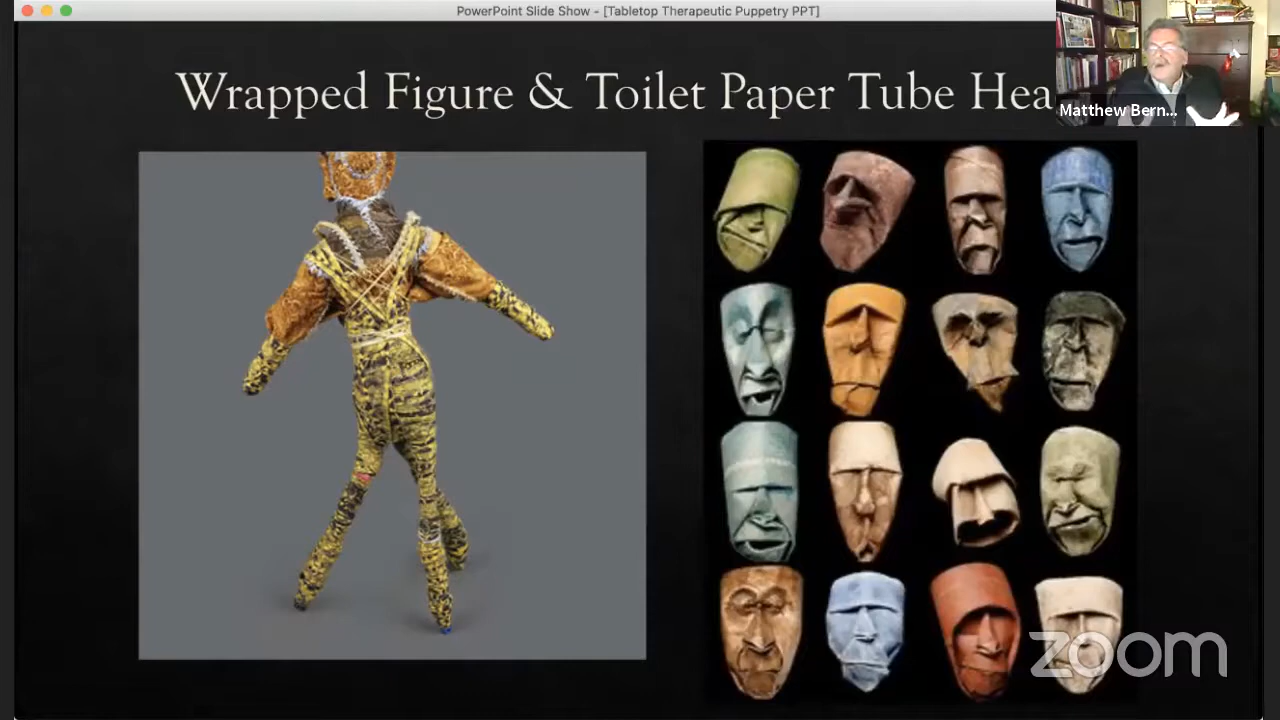 PowerPoint Slide Show - [Tabletop Therapeutic Puppetry PPT]
Wrapped Figure & Toilet Paper Tube Hea
Matthew Bern...
zoom